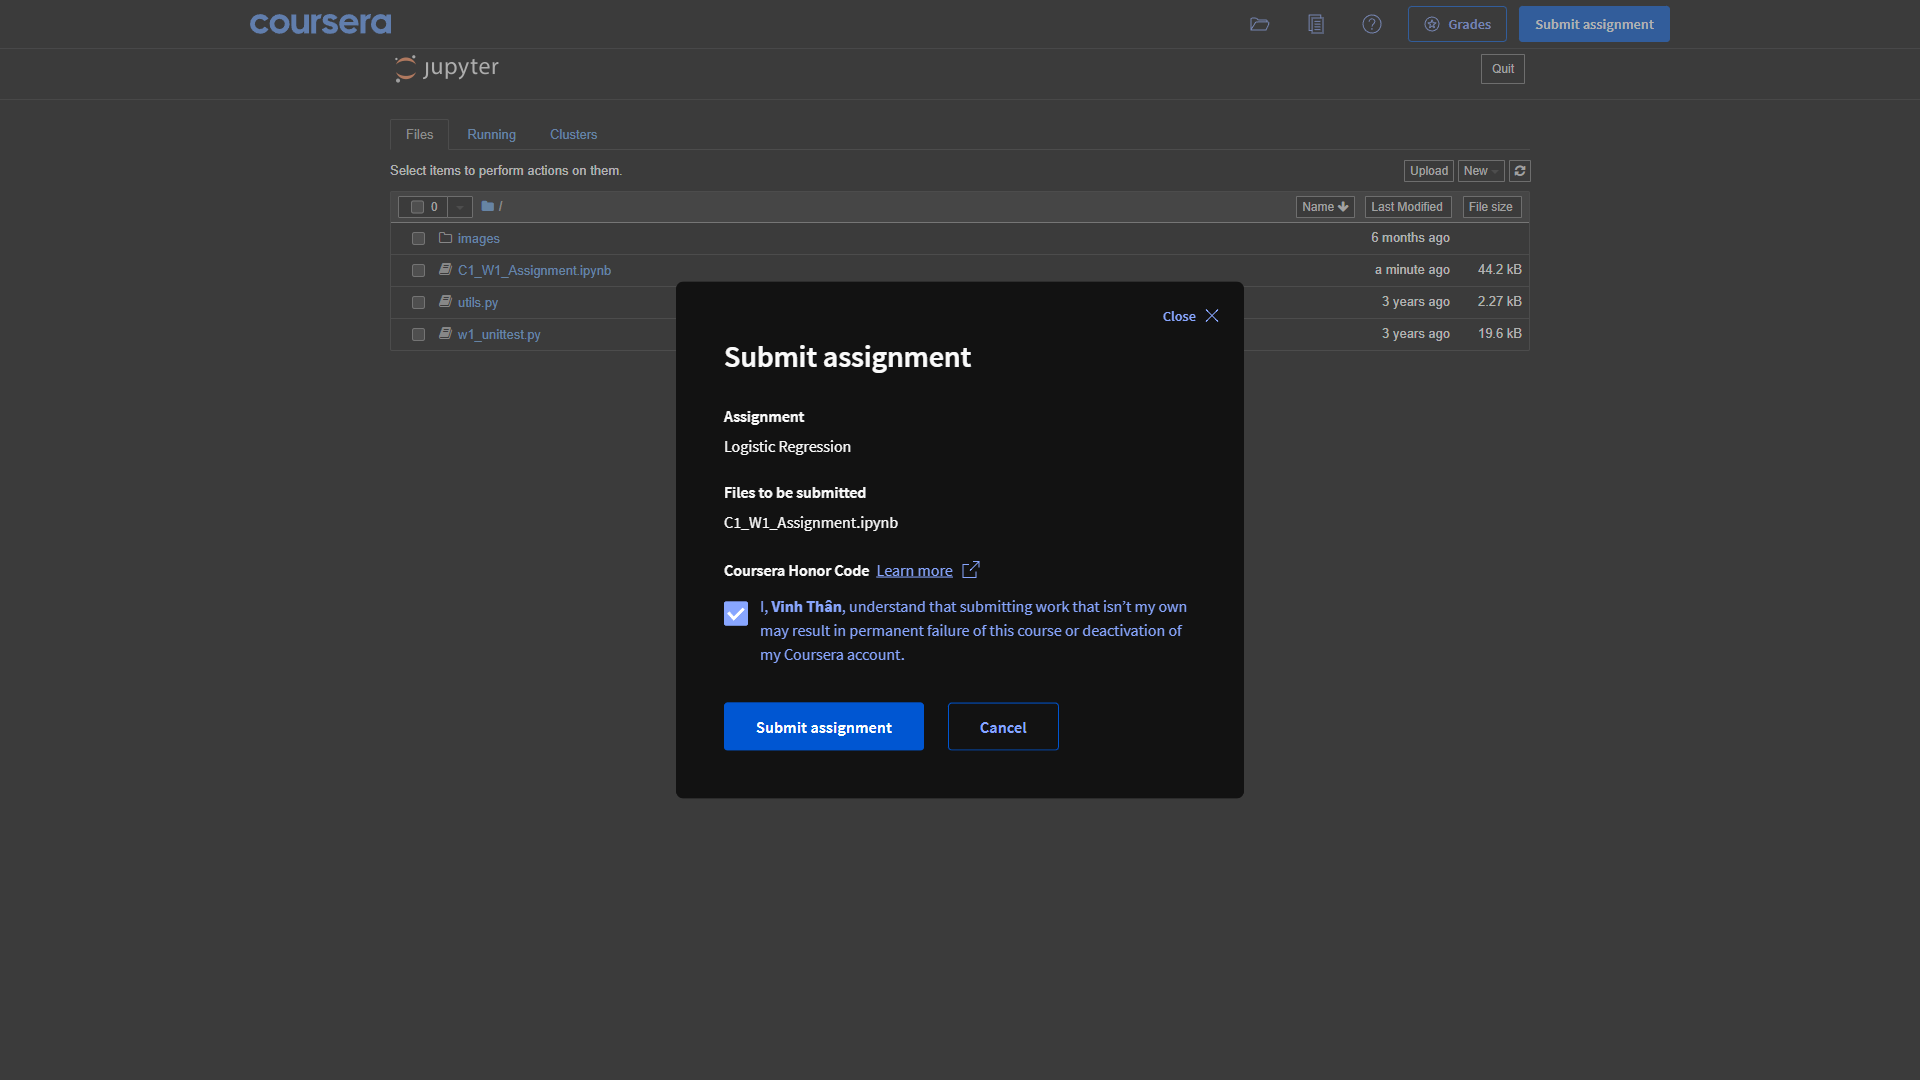 coursera
Grades
Submit assignment
jupyter
Quit
Files
Running
Clusters
Select items to perform actions on them.
Upload
New
0
/
Name
Last Modified
File size
images
6 months ago
C1_W1_Assignment.ipynb
a minute ago
44.2 kB
utils.py
3 years ago
2.27 kB
w1_unittest.py
3 years ago
19.6 kB
Close
Submit assignment
Assignment
Logistic Regression
Files to be submitted
C1_W1_Assignment.ipynb
Coursera Honor Code Learn more
I, Vinh Thân, understand that submitting work that isn’t my own
may result in permanent failure of this course or deactivation of
my Coursera account.
Submit assignment
Cancel